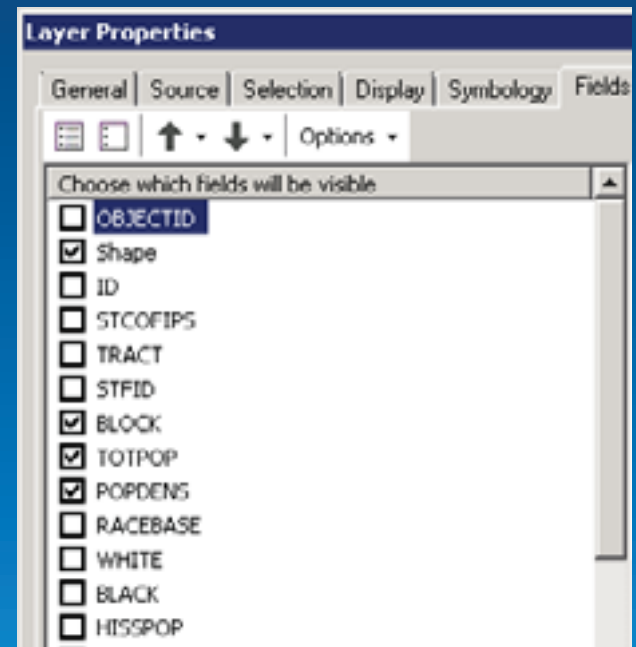 Layer Properties
General Source Selection Display Symbology Fields
Options
Choose which fields will be visible
OBJECTID
Shape
ID
STCOFIPS
TRACT
STFID
BLOCK
TOTPOP
POPDENS
RACEBASE
WHITE
BLACK
HISSPOP